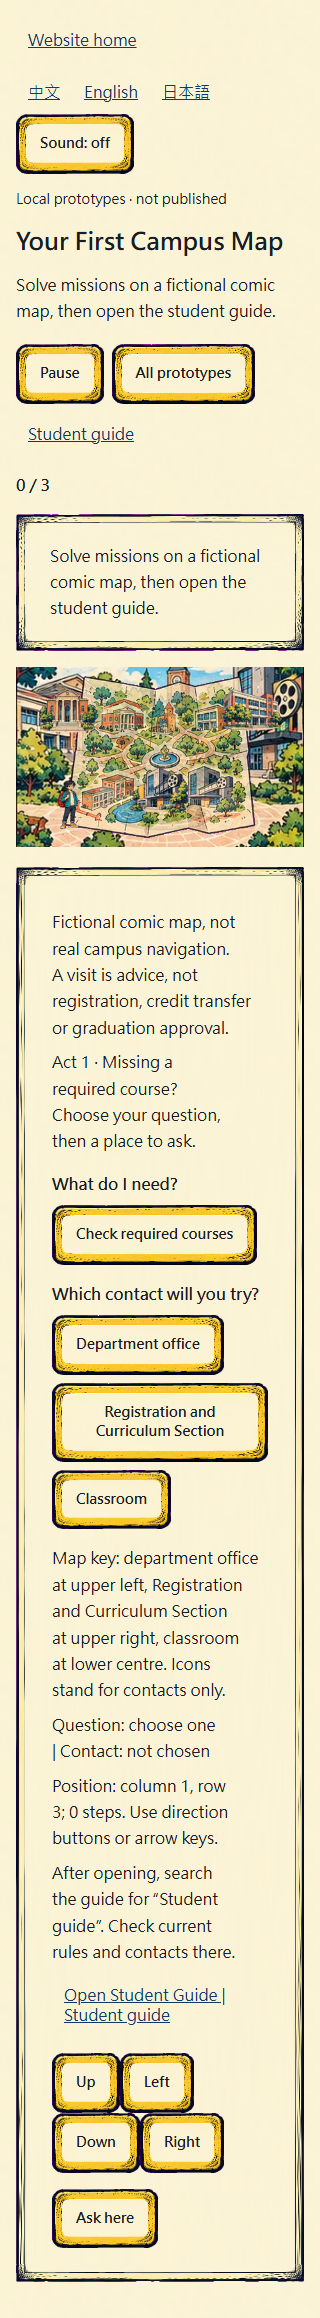 Website home
中文 English 日本語
Sound: off
Local prototypes · not published
Your First Campus Map
Solve missions on a fictional comic
map, then open the student guide.
Pause All prototypes
Student guide
0 / 3
Solve missions on a fictional
comic map, then open the
student guide.
Fictional comic map, not
real campus navigation.
A visit is advice, not
registration, credit transfer
or graduation approval.
Act 1 · Missing a
required course?
Choose your question,
then a place to ask.
What do I need?
Check required courses
Which contact will you try?
Department office
Registration and
Curriculum Section
Classroom
Map key: department office
at upper left, Registration
and Curriculum Section
at upper right, classroom
at lower centre. Icons
stand for contacts only.
Question: choose one
| Contact: not chosen
Position: column 1, row
3; 0 steps. Use direction
buttons or arrow keys.
After opening, search
the guide for “Student
guide”. Check current
rules and contacts there.
Open Student Guide |
Student guide
Up Left
Down Right
Ask here